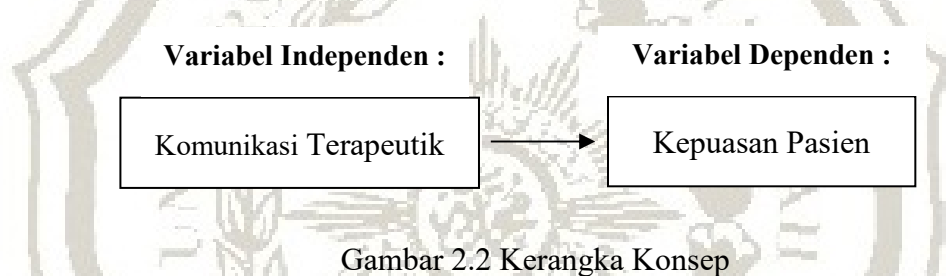 Variabel Independen :
Variabel Dependen :
Komunikasi Terapeutik
Kepuasan Pasien
Gambar 2.2 Kerangka Konsep